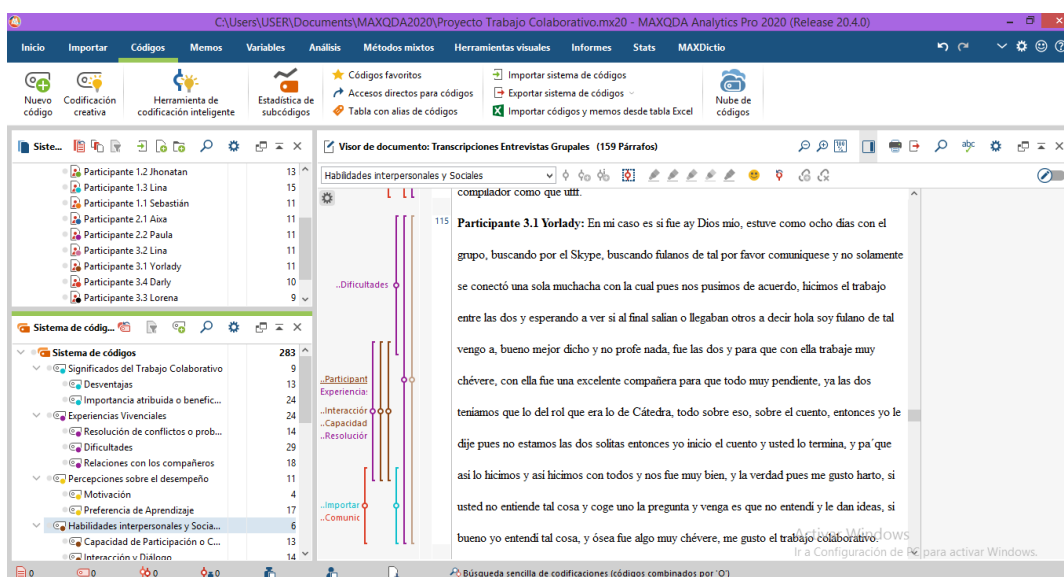 C:\Users\USER\Documents\MAXQDA2020\Proyecto Trabajo Colaborativo.mx20 - MAXQDA Analytics Pro 2020 (Release 20.4.0)
Inicio Importar Códigos Memos Variables Análisis Métodos mixtos Herramientas visuales Informes Stats MAXDictio
Nuevo código
Codificación creativa
Herramienta de codificación inteligente
Estadística de subcódigos
Códigos favoritos
Accesos directos para códigos
Tabla con alias de códigos
Importar sistema de códigos
Exportar sistema de códigos
Importar códigos y memos desde tabla Excel
Nube de códigos
Siste...
Participante 1.2 Jhonatan 13
Participante 1.3 Lina 15
Participante 1.1 Sebastián 11
Participante 2.1 Aixa 11
Participante 2.2 Paula 11
Participante 3.2 Lina 11
Participante 3.1 Yorlady 11
Participante 3.4 Darly 10
Participante 3.3 Lorena 9
Sistema de códig...
Sistema de códigos 283
Significados del Trabajo Colaborativo 9
Desventajas 13
Importancia atribuida o benefic... 24
Experiencias Vivenciales 24
Resolución de conflictos o prob... 14
Dificultades 29
Relaciones con los compañeros 18
Percepciones sobre el desempeño 11
Motivación 4
Preferencia de Aprendizaje 17
Habilidades interpersonales y Socia... 6
Capacidad de Participación o C... 13
Interacción y Diálogo 14
Visor de documento: Transcripciones Entrevistas Grupales (159 Párrafos)
Habilidades interpersonales y Sociales
..Dificultades
..Participant
Experiencia:
..Interacción
..Capacidad
..Resolución
..Importar
..Comunic
compilador como que ufff.
115 Participante 3.1 Yorlady: En mi caso es si fue ay Dios mio, estuve como ocho dias con el
grupo, buscando por el Skype, buscando fulanos de tal por favor comuniquese y no solamente
se conectó una sola muchacha con la cual pues nos pusimos de acuerdo, hicimos el trabajo
entre las dos y esperando a ver si al final salian o llegaban otros a decir hola soy fulano de tal
vengo a, bueno mejor dicho y no profe nada, fue las dos y para que con ella trabaje muy
chévere, con ella fue una excelente compañera para que todo muy pendiente, ya las dos
teniamos que lo del rol que era lo de Cátedra, todo sobre eso, sobre el cuento, entonces yo le
dije pues no estamos las dos solitas entonces yo inicio el cuento y usted lo termina, y pa´que
asi lo hicimos y asi hicimos con todos y nos fue muy bien, y la verdad pues me gusto harto, si
usted no entiende tal cosa y coge uno la pregunta y venga es que no entendi y le dan ideas, si
bueno yo entendi tal cosa, y ósea fue algo muy chévere, me gusto el trabajo colaborativo.
Activar Windows
Ir a Configuración de PC para activar Windows.
0 0 0 0
Búsqueda sencilla de codificaciones (códigos combinados por 'O')